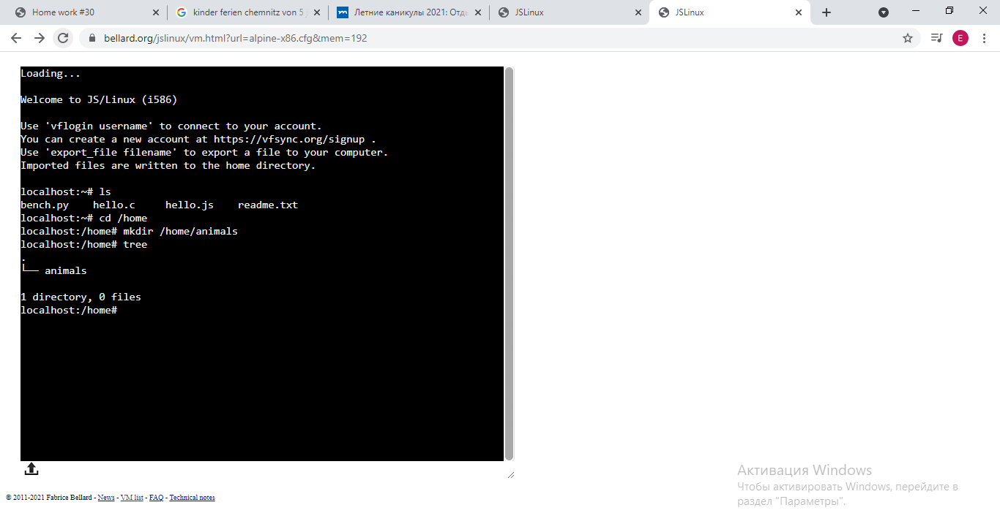 Home work #30
kinder ferien chemnitz von 5
Летние каникулы 2021: Отды
JSLinux
JSLinux
bellard.org/jslinux/vm.html?url=alpine-x86.cfg&mem=192
E
Loading...
Welcome to JS/Linux (i586)
Use 'vflogin username' to connect to your account.
You can create a new account at https://vfsync.org/signup .
Use 'export_file filename' to export a file to your computer.
Imported files are written to the home directory.
localhost:~# ls
bench.py    hello.c     hello.js    readme.txt
localhost:~# cd /home
localhost:/home# mkdir /home/animals
localhost:/home# tree
.
└── animals
1 directory, 0 files
localhost:/home#
Активация Windows
Чтобы активировать Windows, перейдите в
раздел "Параметры".
© 2011-2021 Fabrice Bellard - News - VM list - FAQ - Technical notes